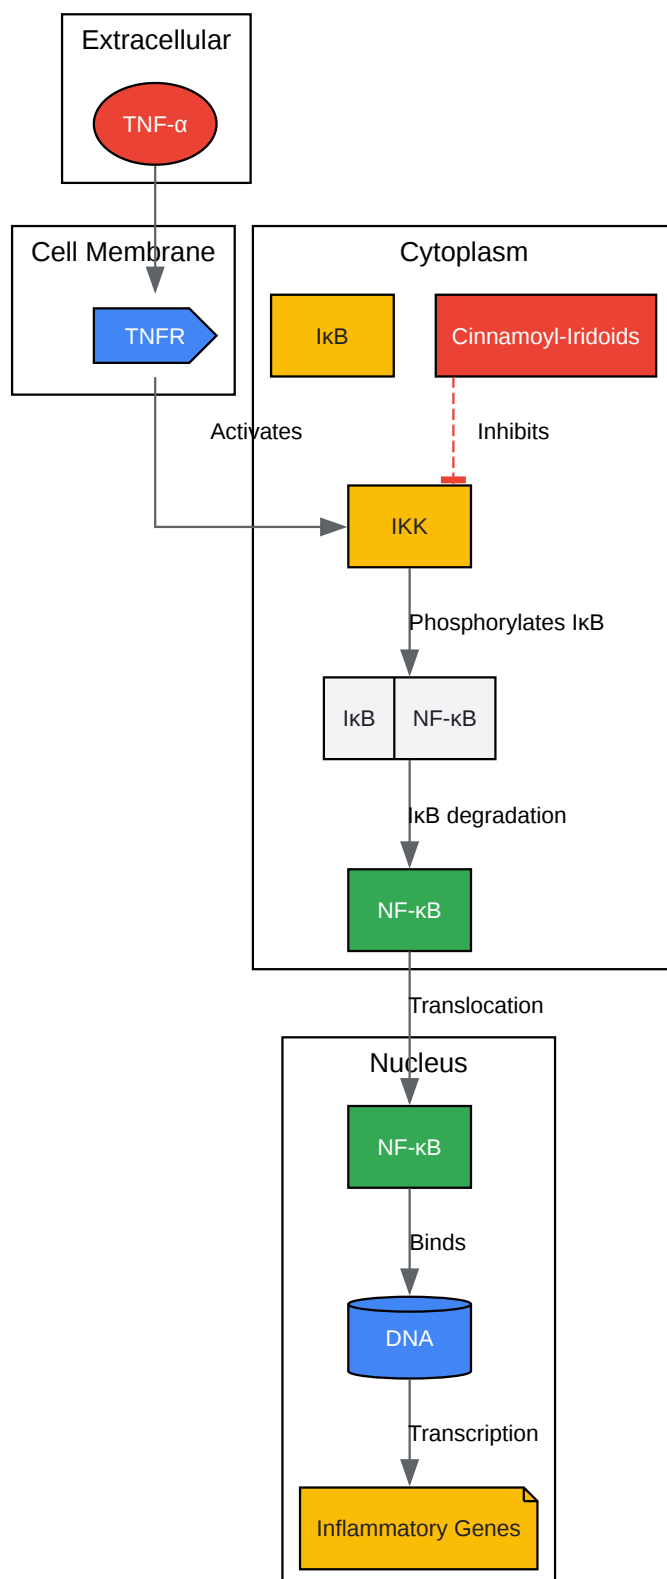 Extracellular
TNF-α
Cell Membrane
Cytoplasm
TNFR
IκB
Cinnamoyl-Iridoids
Activates
Inhibits
IKK
Phosphorylates IκB
IκB
NF-κB
IκB degradation
NF-κB
Translocation
Nucleus
NF-κB
Binds
DNA
Transcription
Inflammatory Genes